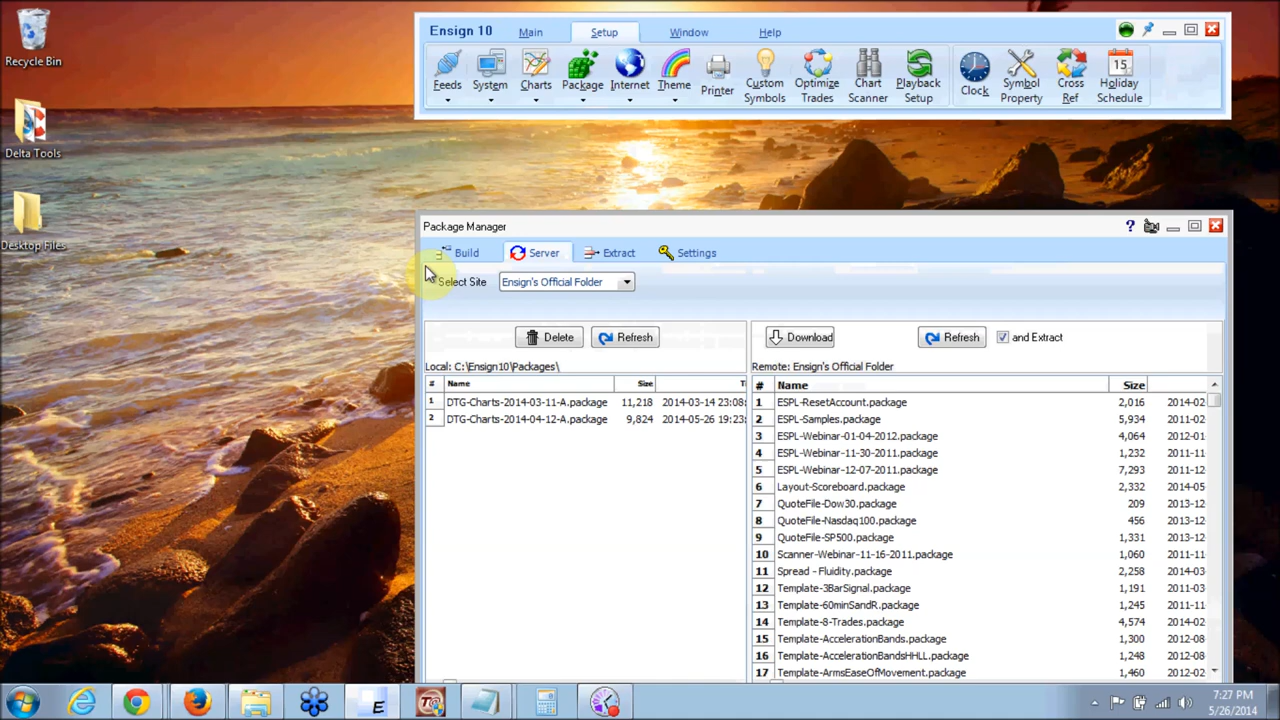 Recycle Bin
Delta Tools
Desktop Files
Ensign 10 Main Setup Window Help
Feeds System Charts Package Internet Theme Printer Custom Symbols Optimize Trades Chart Scanner Playback Setup Clock Symbol Property Cross Ref 15 Holiday Schedule
Package Manager
Build Server Extract Settings
Select Site Ensign's Official Folder
Delete Refresh Download Refresh and Extract
Local: C:\Ensign10\Packages\ Remote: Ensign's Official Folder
# Name Size
1 DTG-Charts-2014-03-11-A.package 11,218 2014-03-14 23:08:
2 DTG-Charts-2014-04-12-A.package 9,824 2014-05-26 19:23:
# Name Size
1 ESPL-ResetAccount.package 2,016 2014-02-
2 ESPL-Samples.package 5,934 2011-02-
3 ESPL-Webinar-01-04-2012.package 4,064 2012-01-
4 ESPL-Webinar-11-30-2011.package 1,232 2011-11-
5 ESPL-Webinar-12-07-2011.package 7,293 2011-12-
6 Layout-Scoreboard.package 2,332 2014-05-
7 QuoteFile-Dow30.package 209 2013-12-
8 QuoteFile-Nasdaq100.package 456 2013-12-
9 QuoteFile-SP500.package 1,331 2013-12-
10 Scanner-Webinar-11-16-2011.package 1,060 2011-11-
11 Spread - Fluidity.package 2,258 2014-03-
12 Template-3BarSignal.package 1,191 2011-03-
13 Template-60minSandR.package 1,245 2011-11-
14 Template-8-Trades.package 4,574 2014-02-
15 Template-AccelerationBands.package 1,300 2012-08-
16 Template-AccelerationBandsHHLL.package 1,248 2012-08-
17 Template-ArmsEaseOfMovement.package 1,460 2012-02-
7:27 PM
5/26/2014